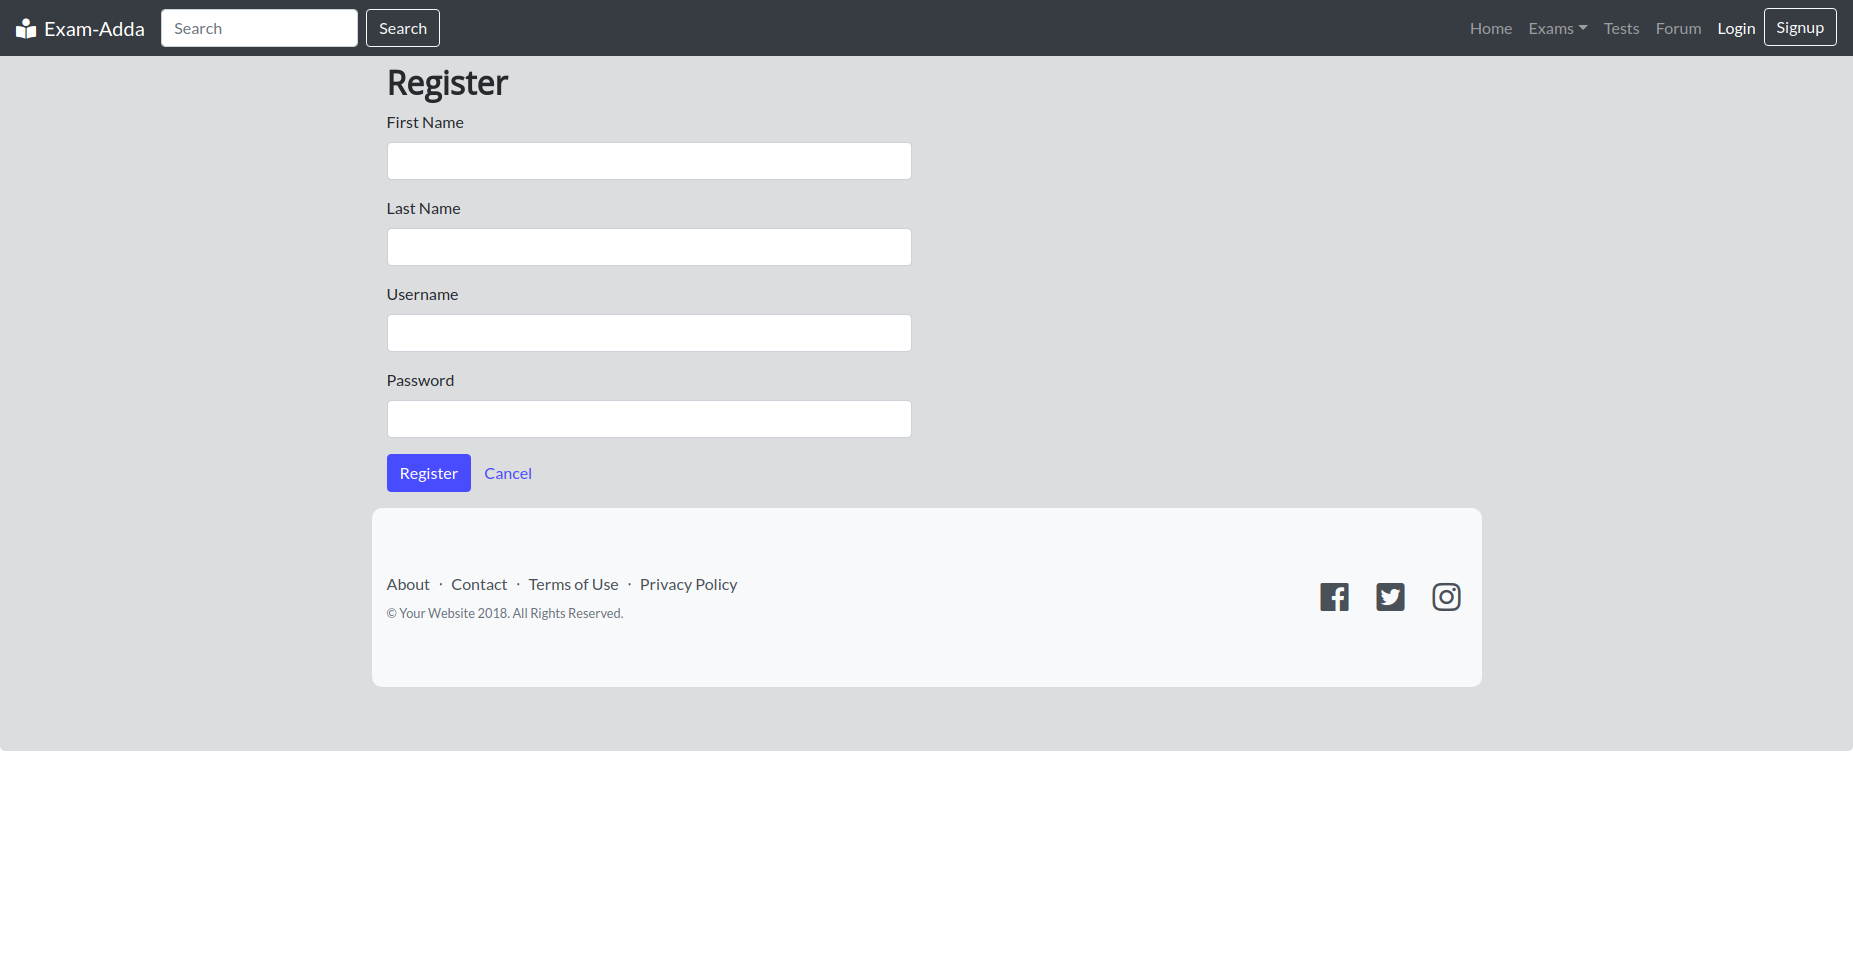 Exam-Adda Search Search Home Exams Tests Forum Login Signup
Register
First Name
Last Name
Username
Password
Register Cancel
About · Contact · Terms of Use · Privacy Policy
© Your Website 2018. All Rights Reserved.